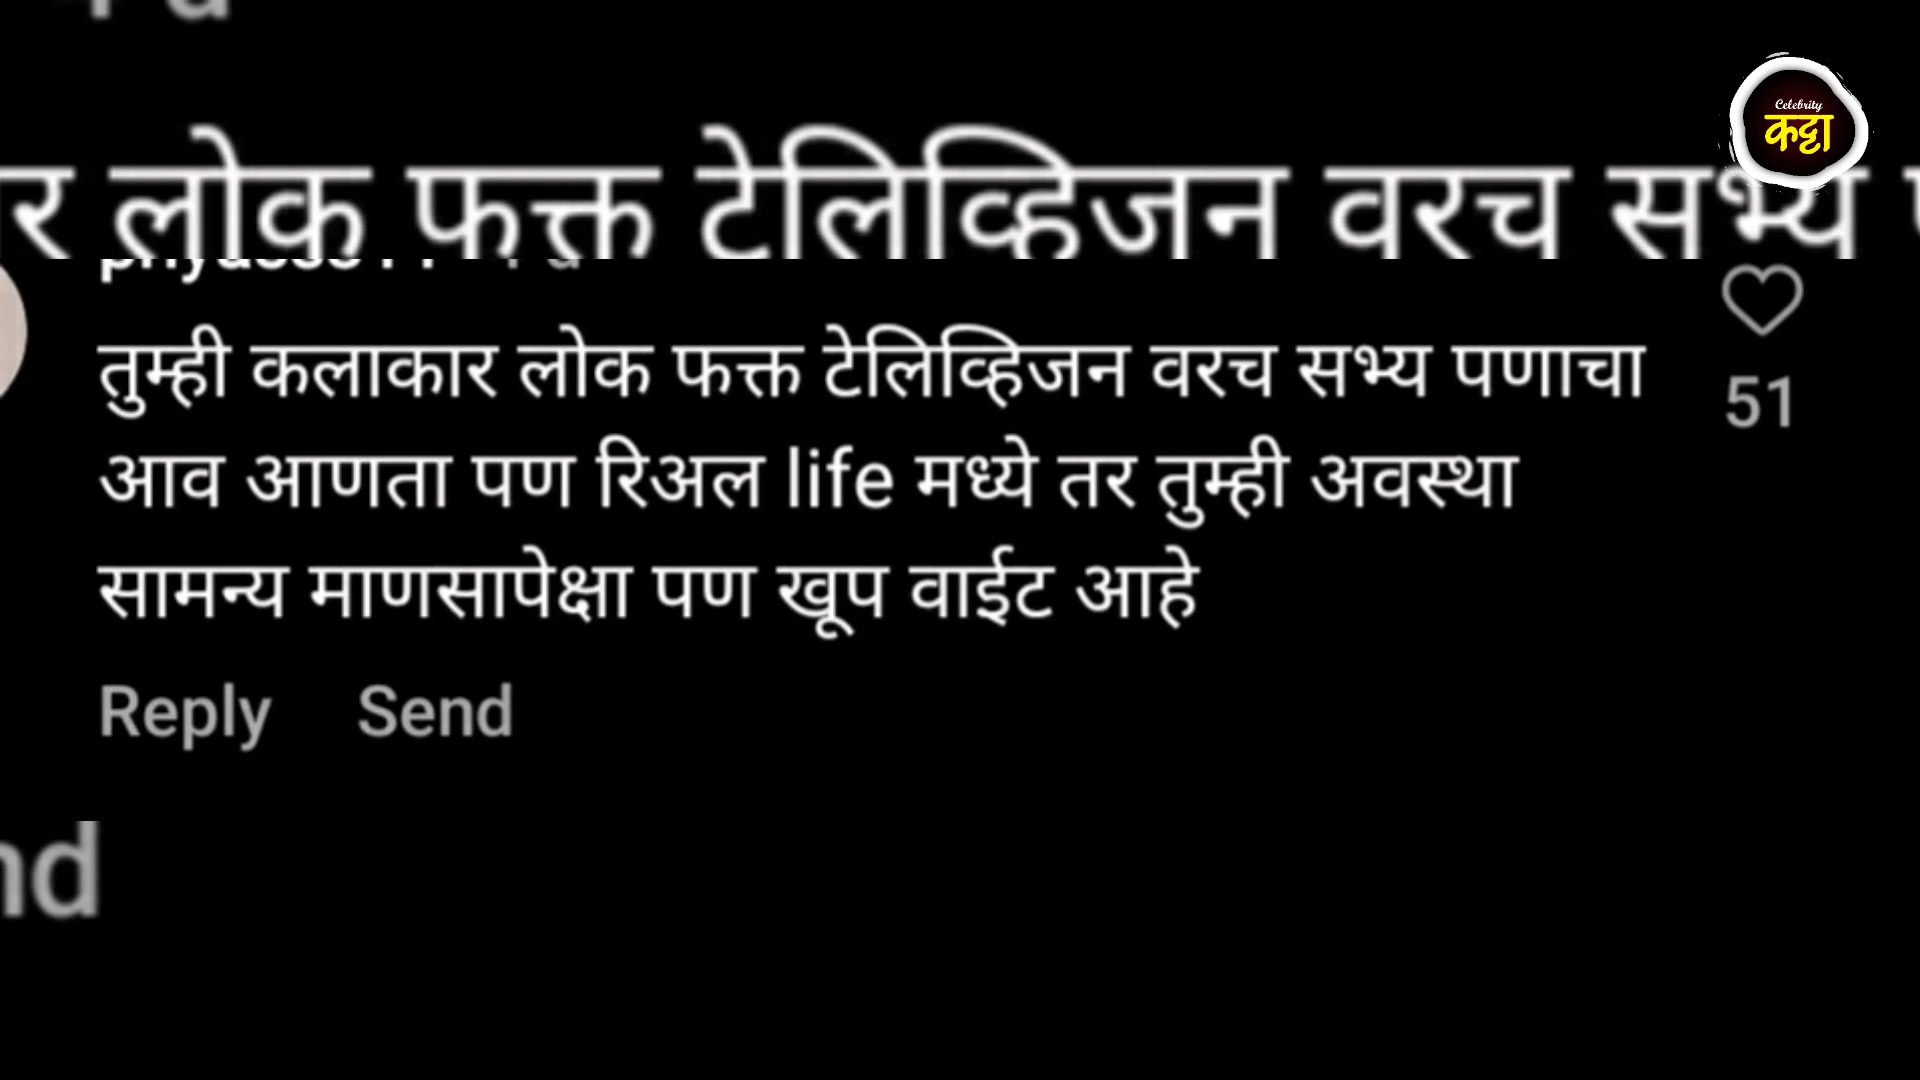 Celebrity
कट्टा
लोक फक्त टेलिव्हिजन वरच सभ्य
तुम्ही कलाकार लोक फक्त टेलिव्हिजन वरच सभ्य पणाचा
51
आव आणता पण रिअल life मध्ये तर तुम्ही अवस्था
सामन्य माणसापेक्षा पण खूप वाईट आहे
Reply Send
nd